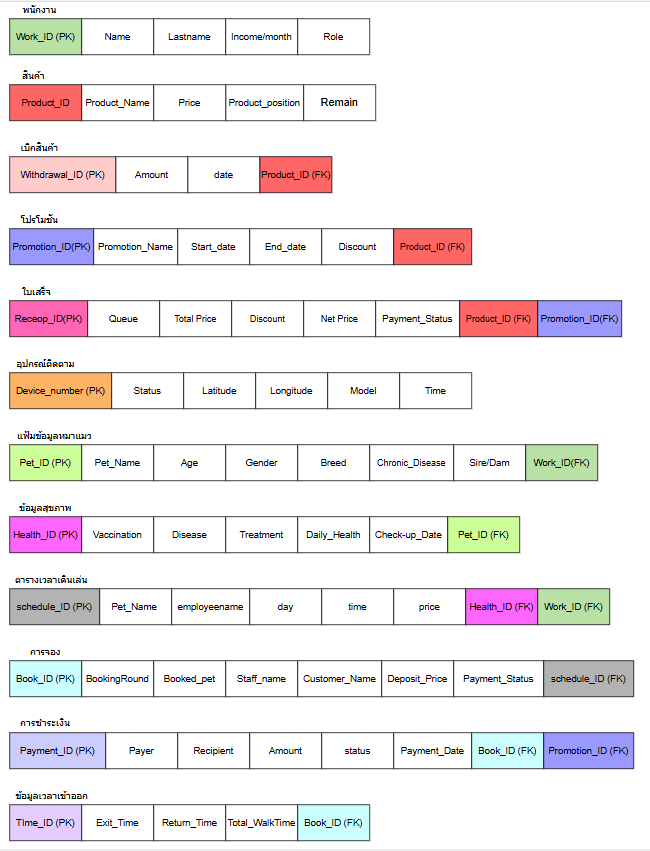 พนักงาน
Work_ID (PK) Name Lastname Income/month Role
สินค้า
Product_ID Product_Name Price Product_position Remain
เบิกสินค้า
Withdrawal_ID (PK) Amount date Product_ID (FK)
โปรโมชั่น
Promotion_ID(PK) Promotion_Name Start_date End_date Discount Product_ID (FK)
ใบเสร็จ
Receop_ID(PK) Queue Total Price Discount Net Price Payment_Status Product_ID (FK) Promotion_ID(FK)
อุปกรณ์ติดตาม
Device_number (PK) Status Latitude Longitude Model Time
แฟ้มข้อมูลหมาแมว
Pet_ID (PK) Pet_Name Age Gender Breed Chronic_Disease Sire/Dam Work_ID(FK)
ข้อมูลสุขภาพ
Health_ID (PK) Vaccination Disease Treatment Daily_Health Check-up_Date Pet_ID (FK)
ตารางเวลาเดินเล่น
schedule_ID (PK) Pet_Name employeename day time price Health_ID (FK) Work_ID (FK)
การจอง
Book_ID (PK) BookingRound Booked_pet Staff_name Customer_Name Deposit_Price Payment_Status schedule_ID (FK)
การชำระเงิน
Payment_ID (PK) Payer Recipient Amount status Payment_Date Book_ID (FK) Promotion_ID (FK)
ข้อมูลเวลาเข้าออก
TIme_ID (PK) Exit_Time Return_Time Total_WalkTime Book_ID (FK)